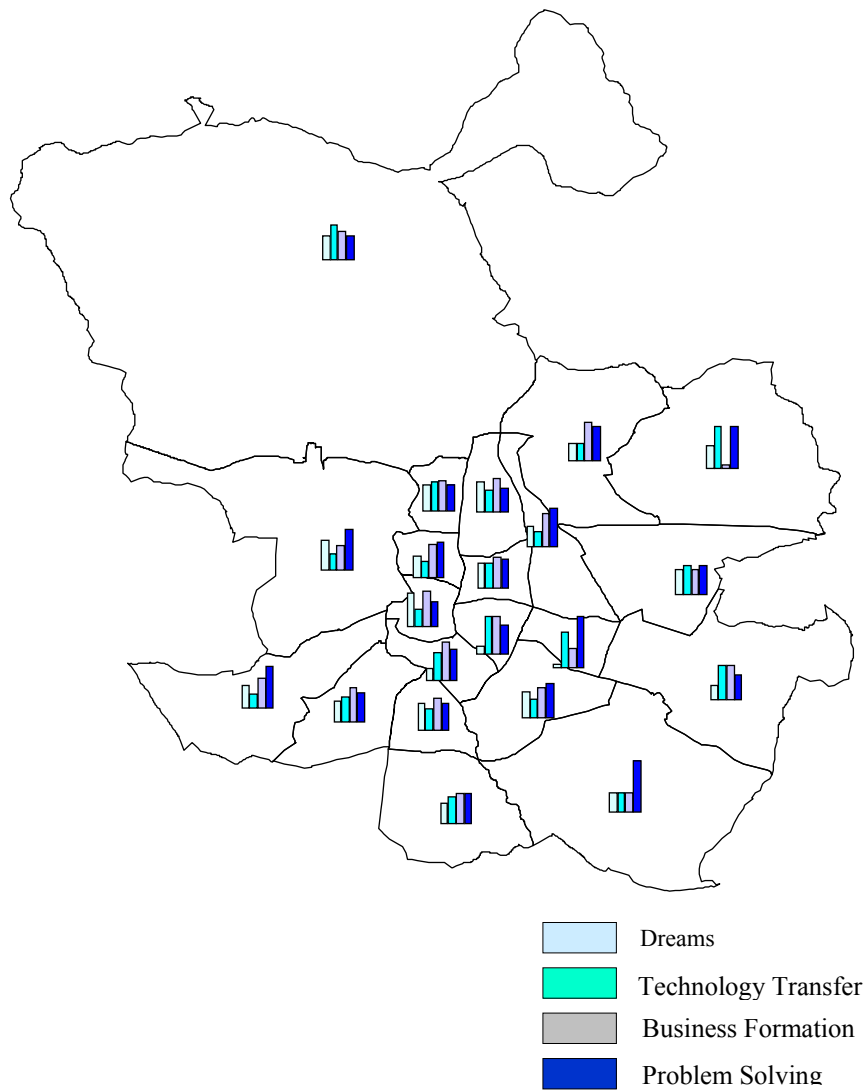 Dreams
Technology Transfer
Business Formation
Problem Solving